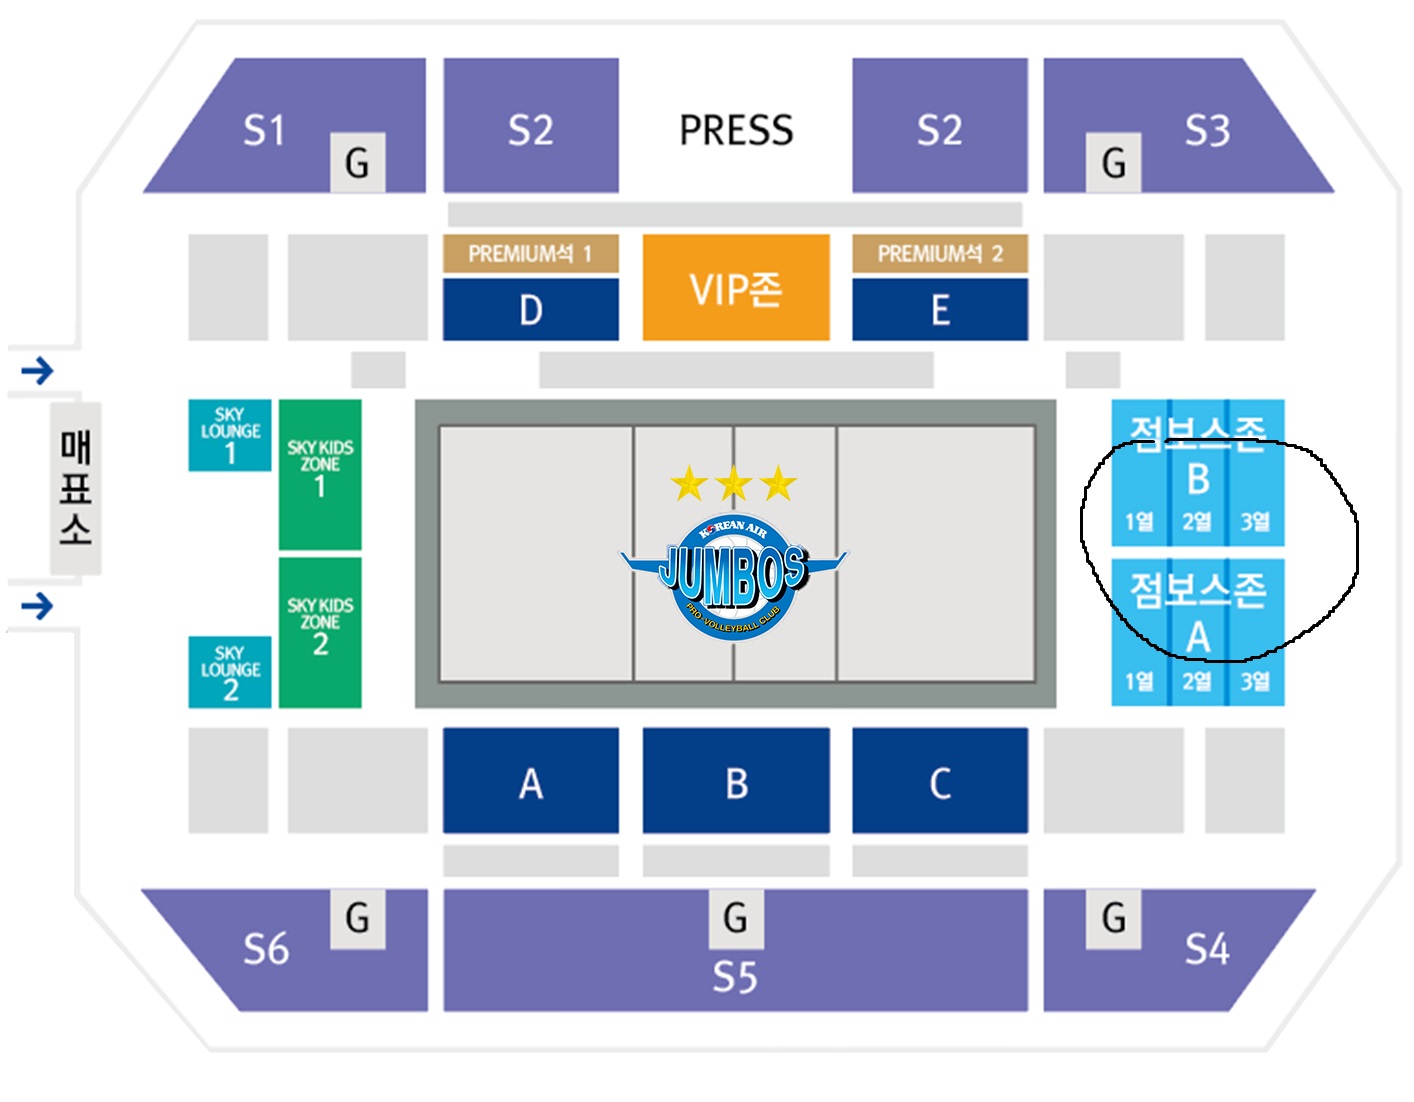 S1
G
S2
PRESS
S2
G
S3
PREMIUM석 1
VIP존
PREMIUM석 2
D
E
매표소
SKY
LOUNGE
1
SKY KIDS
ZONE
1
SKY KIDS
ZONE
2
SKY
LOUNGE
2
KOREAN AIR
JUMBOS
PRO-VOLLEYBALL CLUB
점보스존
B
1열 2열 3열
점보스존
A
1열 2열 3열
A
B
C
S6
G
G
S5
G
S4